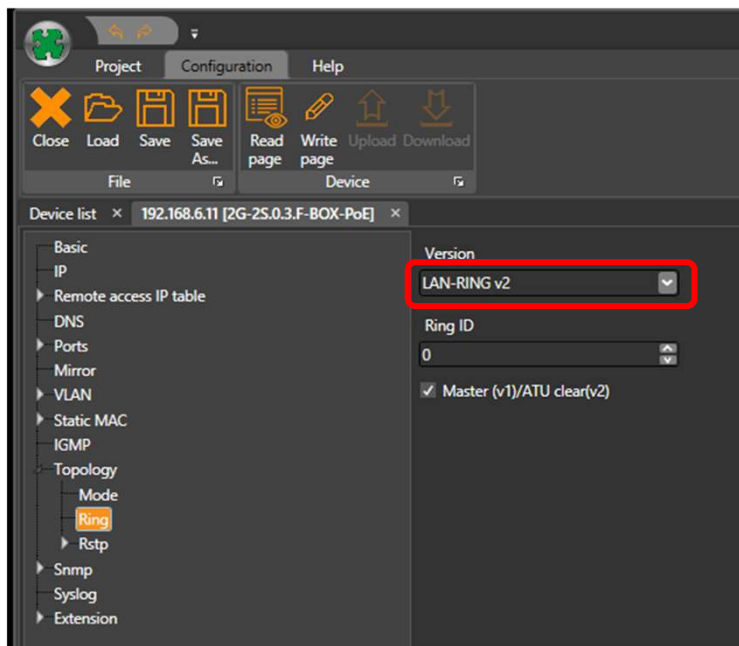 Project Configuration Help
Close Load Save Save As... Read page Write page Upload Download
File Device
Device list × 192.168.6.11 [2G-2S.0.3.F-BOX-PoE] ×
Basic
IP
Remote access IP table
DNS
Ports
Mirror
VLAN
Static MAC
IGMP
Topology
Mode
Ring
Rstp
Snmp
Syslog
Extension
Version
LAN-RING v2
Ring ID
0
Master (v1)/ATU clear(v2)